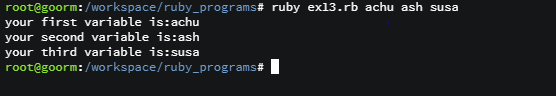 root@goorm:/workspace/ruby_programs# ruby ex13.rb achu ash susa
your first variable is:achu
your second variable is:ash
your third variable is:susa
root@goorm:/workspace/ruby_programs#